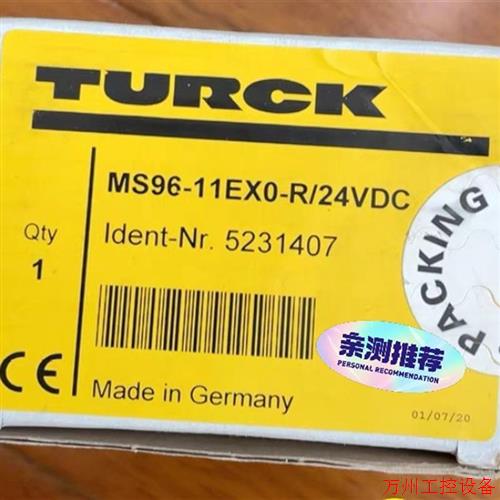 TURCK
MS96-11EX0-R/24VDC
Qty
1
Ident-Nr. 5231407
PACKING
亲测推荐
PERSONAL RECOMMENDATION
CE
Made in Germany
01/07/20
万州工控设备